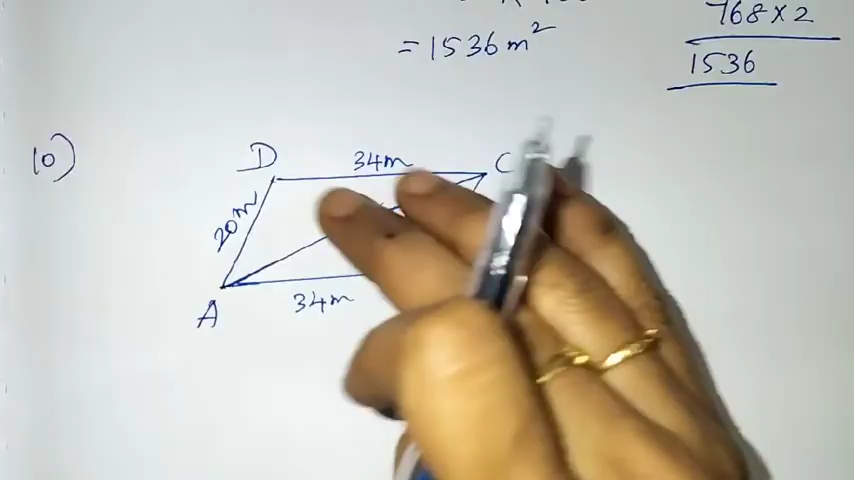 768 × 2
= 1536 m²
1536
10)
D 34m C
20m
34m
A